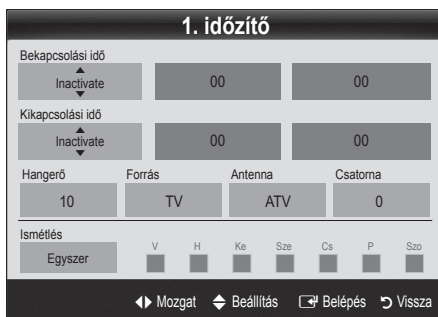 1. időzítő
Bekapcsolási idő
Inactivate 00 00
Kikapcsolási idő
Inactivate 00 00
Hangerő Forrás Antenna Csatorna
10 TV ATV 0
Ismétlés
V H Ke Sze Cs P Szo
Egyszer
Mozgat Beállítás Belépés Vissza